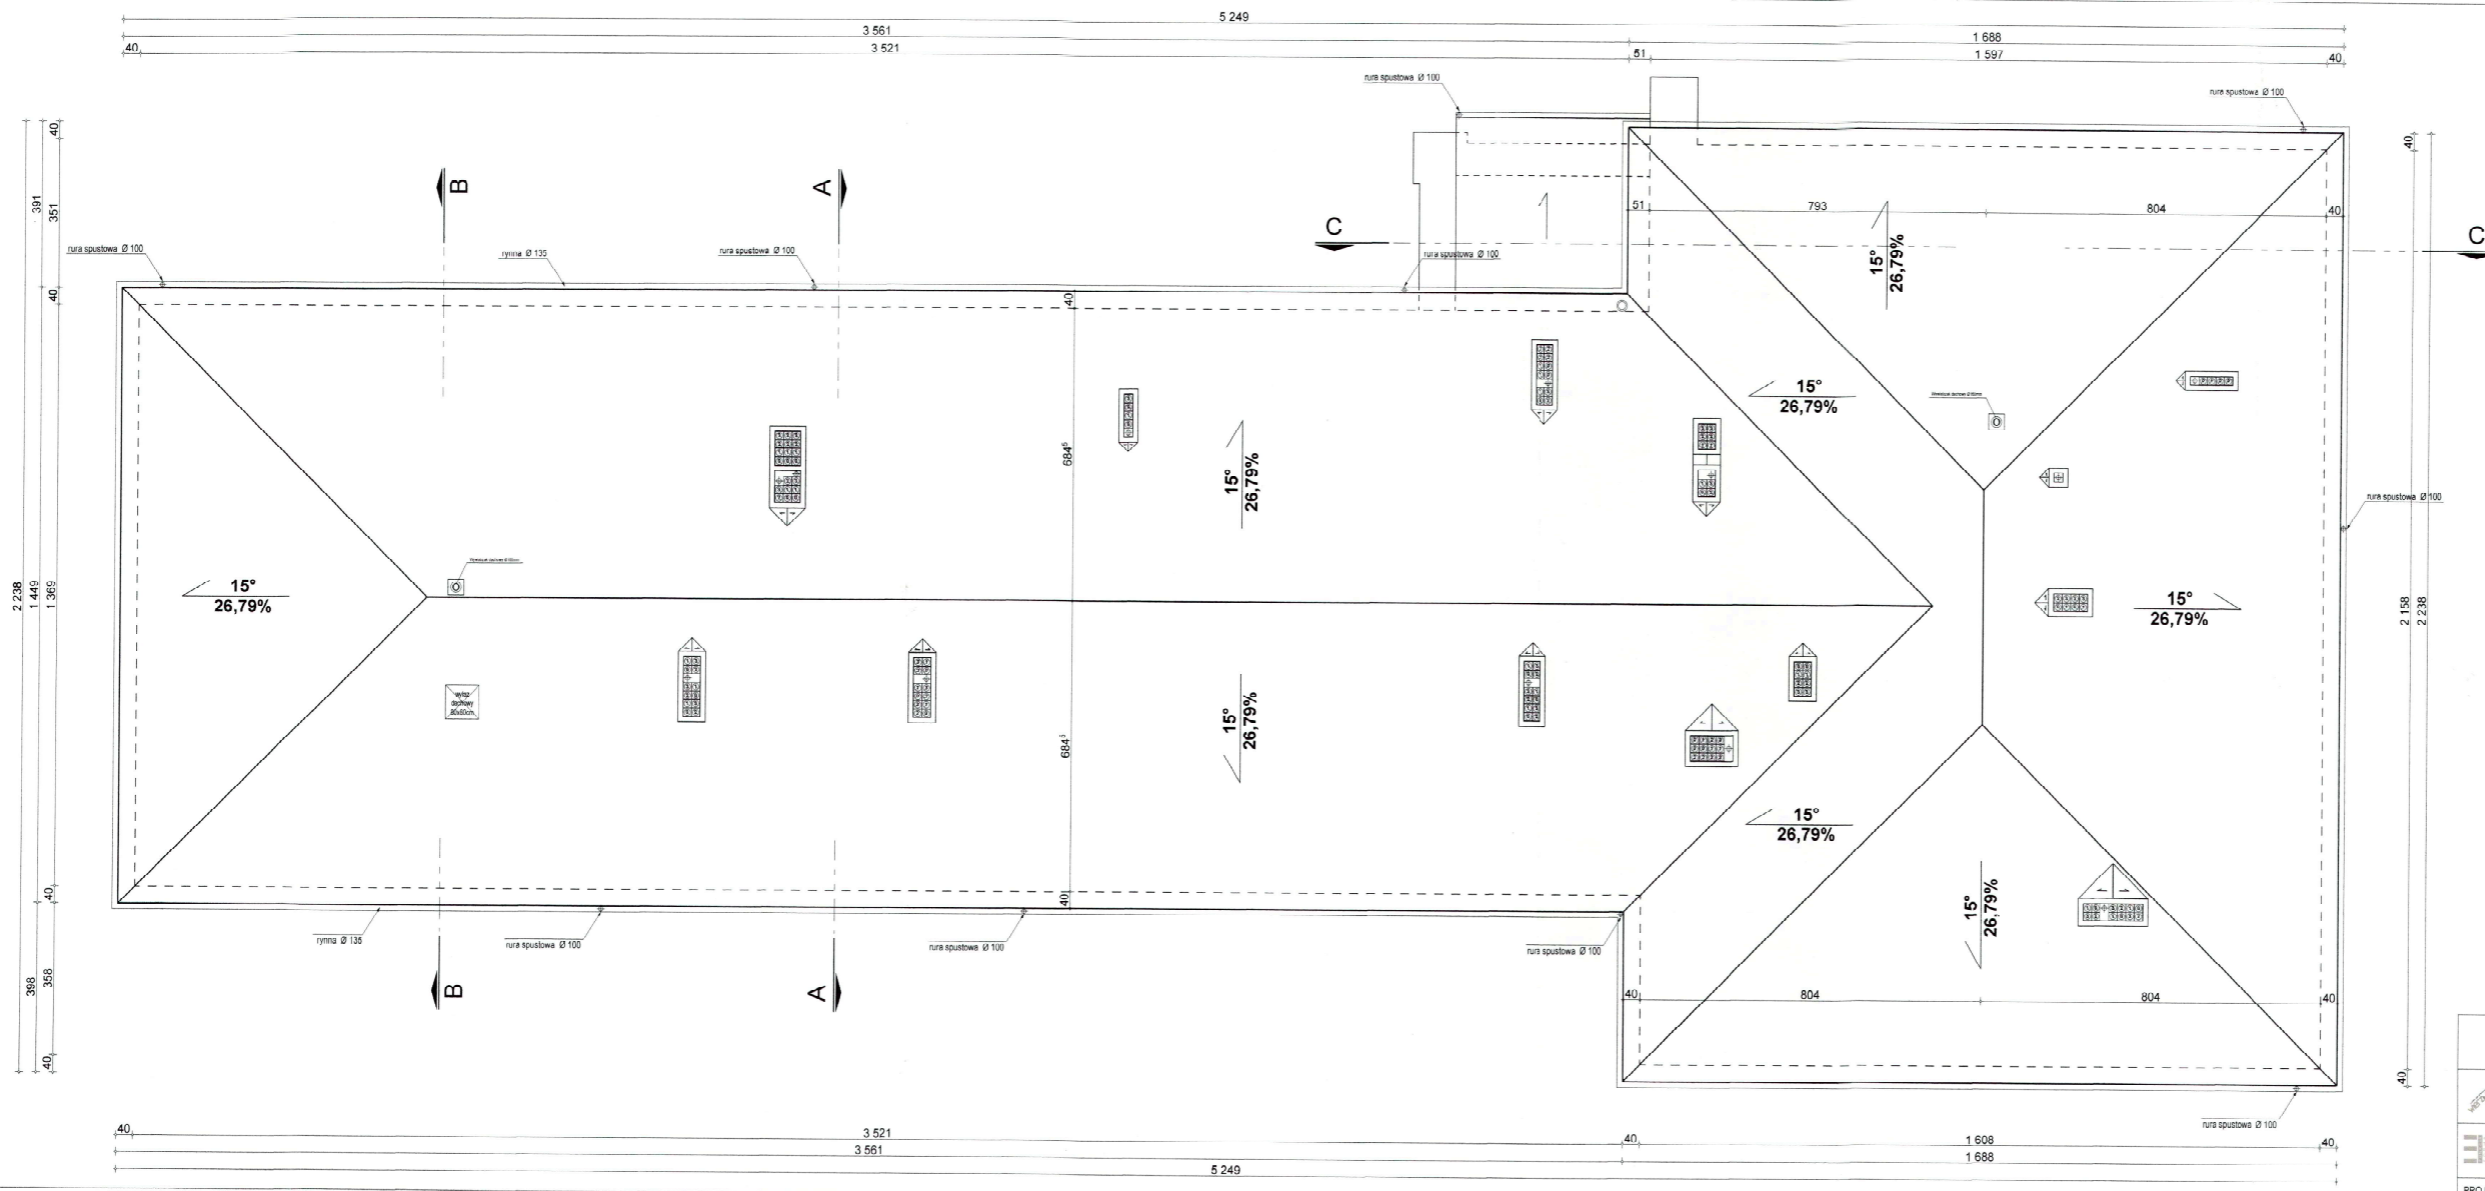 5 249
3 561
1 688
40
3 521
51
1 597
40
rura spustowa Ø 100
rura spustowa Ø 100
40
391
351
40
B
A
C
51
793
804
40
40
C
rura spustowa Ø 100
rynna Ø 135
rura spustowa Ø 100
rura spustowa Ø 100
15°
26,79%
40
684⁵
15°
26,79%
15°
26,79%
rura spustowa Ø 100
2 238
1 449
1 369
15°
26,79%
15°
26,79%
2 158
2 238
wyłaz
dachowy
80x80cm
684⁵
15°
26,79%
15°
26,79%
40
40
398
358
40
rynna Ø 135
rura spustowa Ø 100
rura spustowa Ø 100
rura spustowa Ø 100
15°
26,79%
B
A
40
804
804
40
40
rura spustowa Ø 100
40
3 521
40
1 608
40
3 561
1 688
5 249